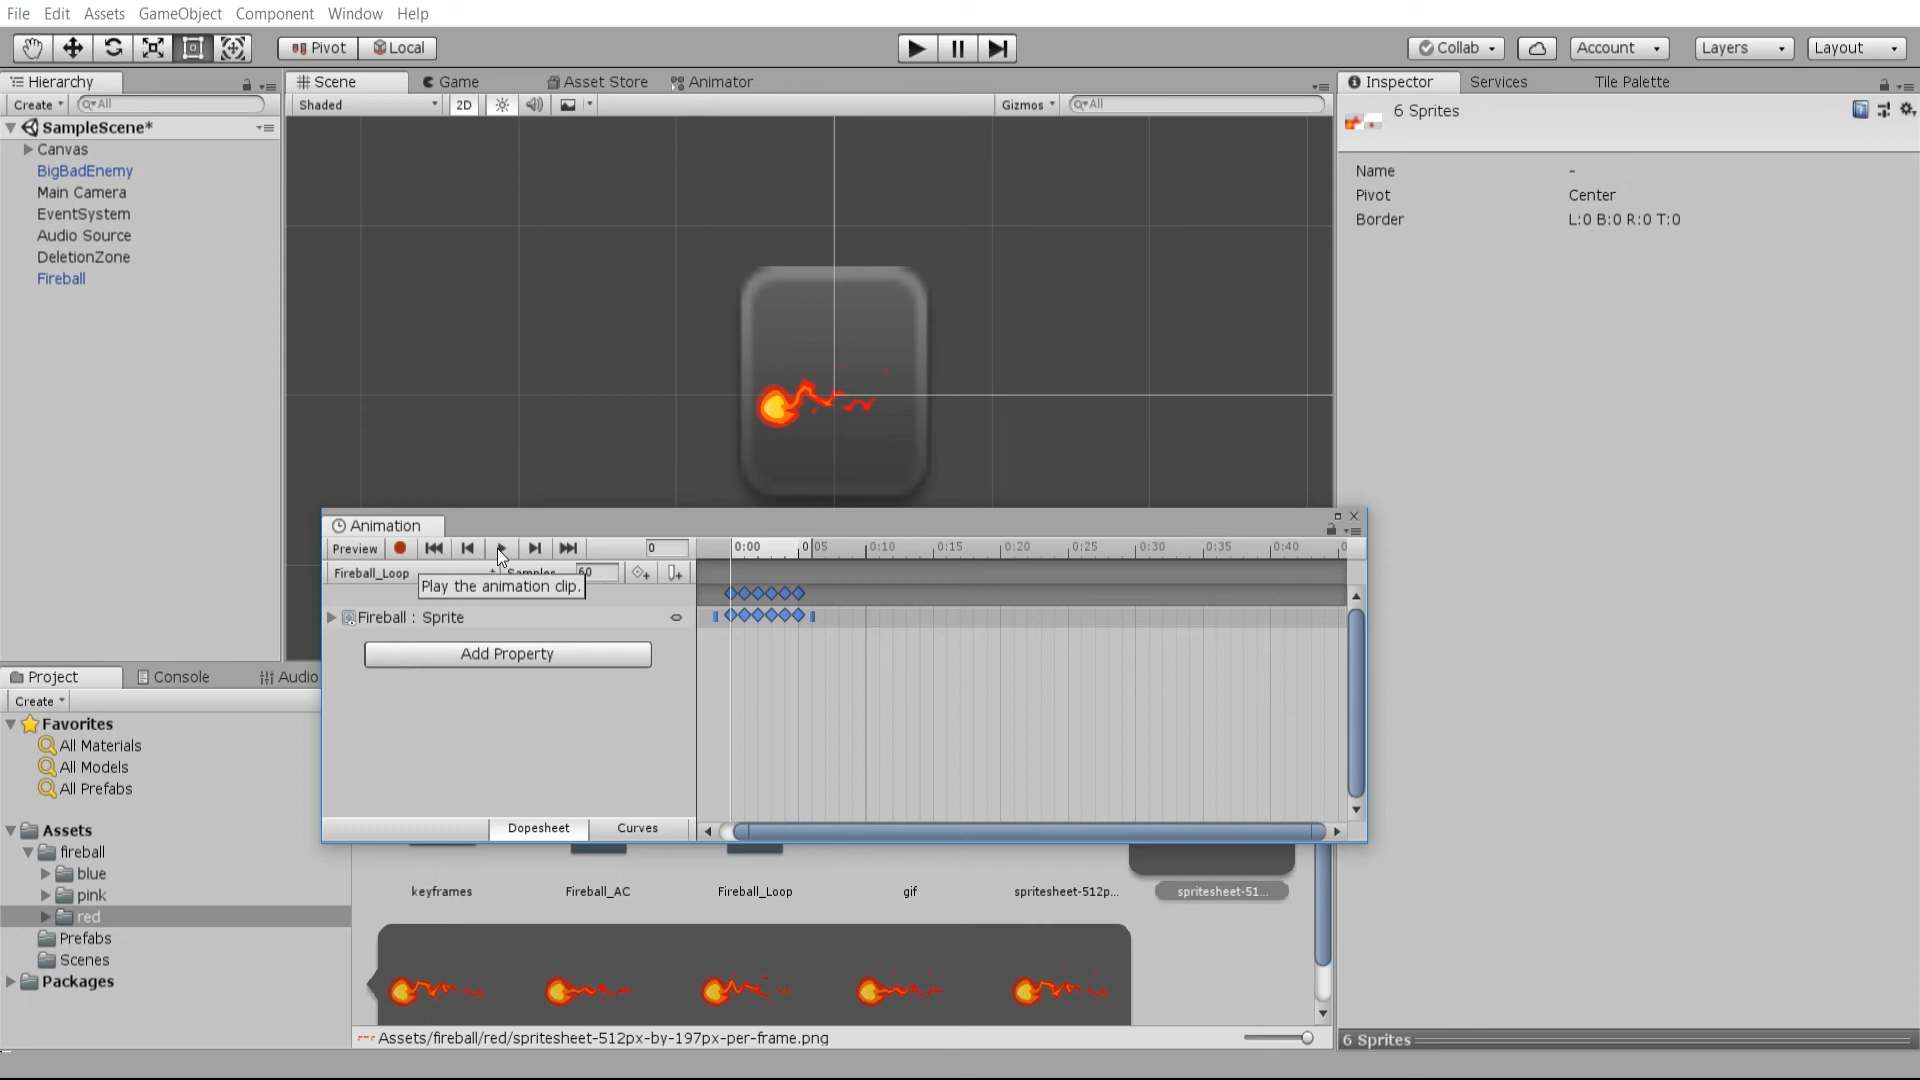 File Edit Assets GameObject Component Window Help
Pivot Local
Collab Account Layers Layout
Hierarchy
Create All
SampleScene*
Canvas
BigBadEnemy
Main Camera
EventSystem
Audio Source
DeletionZone
Fireball
Scene Game Asset Store Animator
Shaded 2D Gizmos All
Inspector Services Tile Palette
6 Sprites
Name -
Pivot Center
Border L:0 B:0 R:0 T:0
Animation
Preview 0 0:00 0:05 0:10 0:15 0:20 0:25 0:30 0:35 0:40 0
Fireball_Loop Samples 60
Play the animation clip.
Fireball : Sprite
Add Property
Dopesheet Curves
Project Console Audio
Create
Favorites
All Materials
All Models
All Prefabs
Assets
fireball
blue
pink
red
Prefabs
Scenes
Packages
keyframes Fireball_AC Fireball_Loop gif spritesheet-512p... spritesheet-51...
Assets/fireball/red/spritesheet-512px-by-197px-per-frame.png
6 Sprites